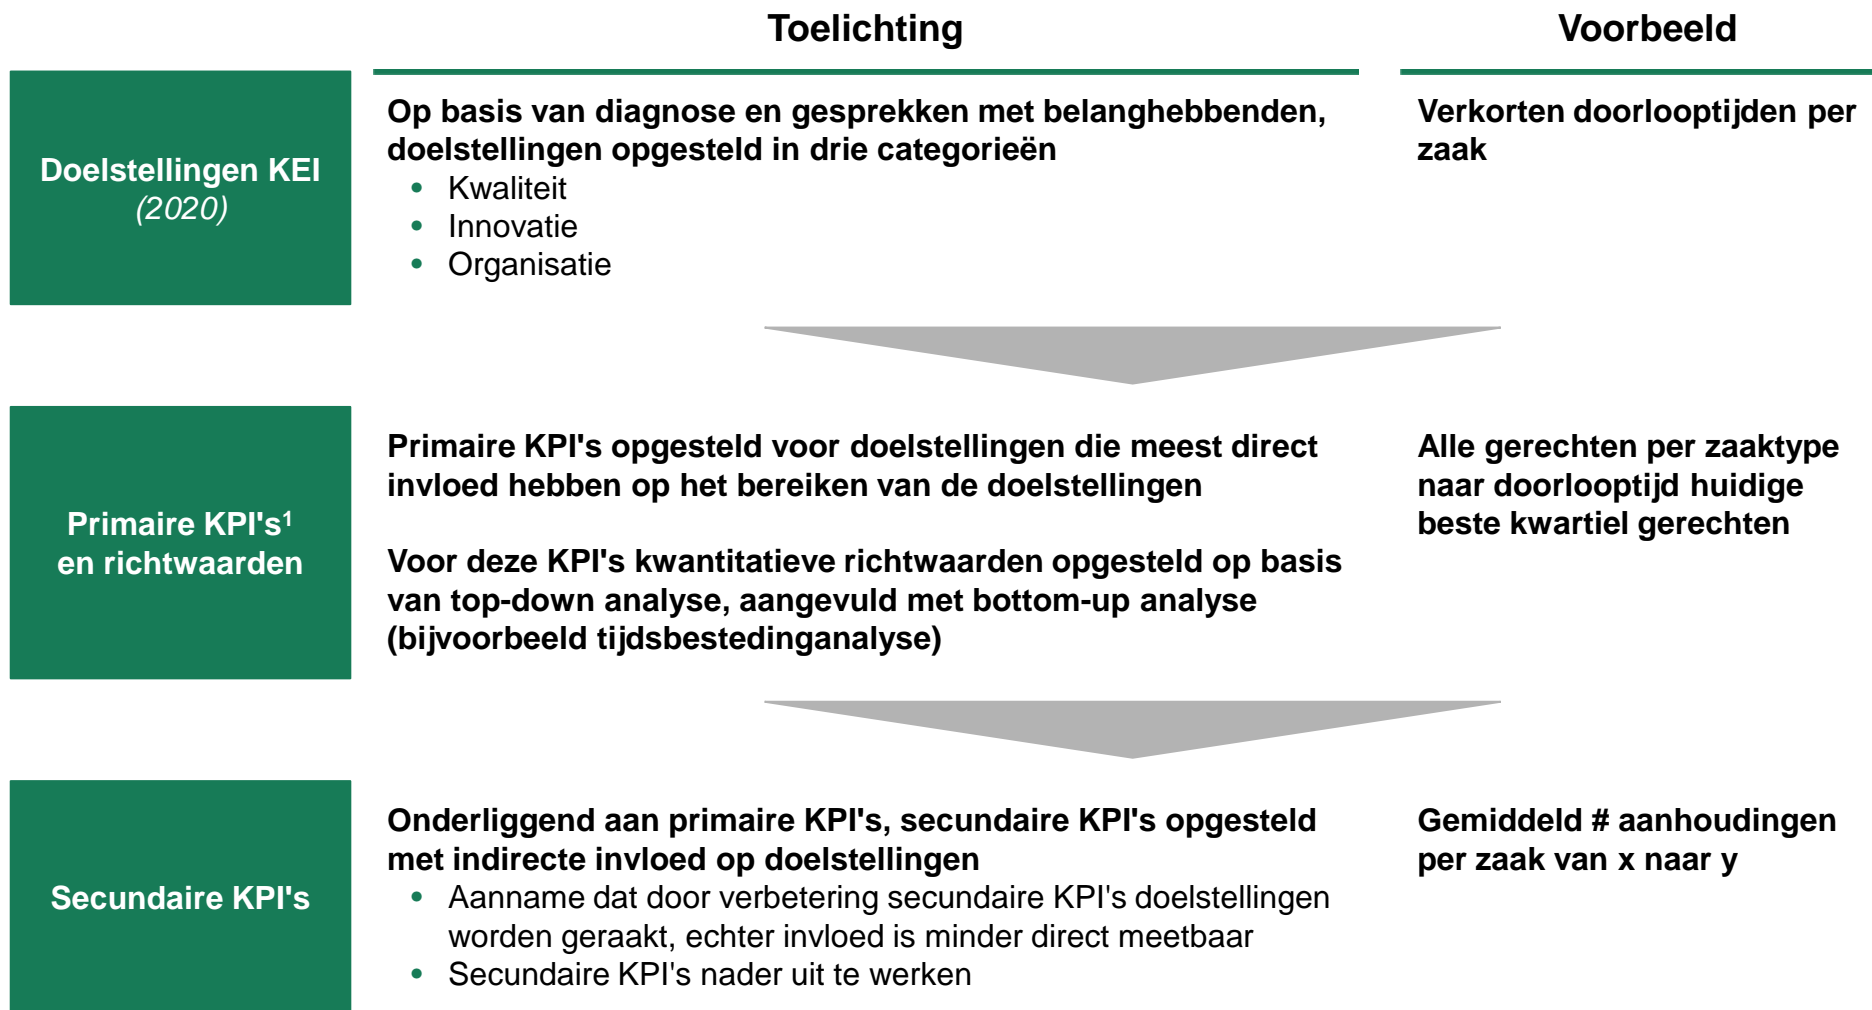 Toelichting
Voorbeeld
Doelstellingen KEI
(2020)
Op basis van diagnose en gesprekken met belanghebbenden,
doelstellingen opgesteld in drie categorieën
• Kwaliteit
• Innovatie
• Organisatie
Verkorten doorlooptijden per
zaak
Primaire KPI's¹
en richtwaarden
Primaire KPI's opgesteld voor doelstellingen die meest direct
invloed hebben op het bereiken van de doelstellingen
Voor deze KPI's kwantitatieve richtwaarden opgesteld op basis
van top-down analyse, aangevuld met bottom-up analyse
(bijvoorbeeld tijdsbestedinganalyse)
Alle gerechten per zaaktype
naar doorlooptijd huidige
beste kwartiel gerechten
Secundaire KPI's
Onderliggend aan primaire KPI's, secundaire KPI's opgesteld
met indirecte invloed op doelstellingen
• Aanname dat door verbetering secundaire KPI's doelstellingen
worden geraakt, echter invloed is minder direct meetbaar
• Secundaire KPI's nader uit te werken
Gemiddeld # aanhoudingen
per zaak van x naar y